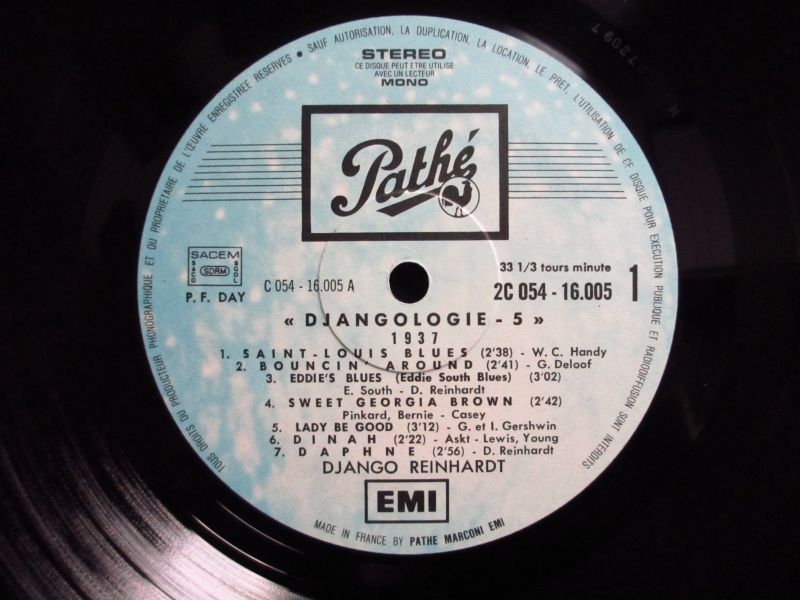 TOUS DROITS DU PRODUCTEUR PHONOGRAPHIQUE ET DU PROPRIETAIRE DE L'ŒUVRE ENREGISTREE RESERVES • SAUF AUTORISATION, LA DUPLICATION, LA LOCATION, LE PRET, L'UTILISATION DE CE DISQUE POUR EXECUTION PUBLIQUE ET RADIODIFFUSION SONT INTERDITS
STEREO
CE DISQUE PEUT ETRE UTILISE
AVEC UN LECTEUR
MONO
Pathé
SACEM
SACD SDRM SGDL
P. F. DAY
C 054 - 16.005 A
33 1/3 tours minute
2C 054 - 16.005 1
« DJANGOLOGIE - 5 »
1937
1. SAINT-LOUIS BLUES (2'38) - W. C. Handy
2. BOUNCIN' AROUND (2'41) - G. Deloof
3. EDDIE'S BLUES (Eddie South Blues) (3'02)
E. South - D. Reinhardt
4. SWEET GEORGIA BROWN (2'42)
Pinkard, Bernie - Casey
5. LADY BE GOOD (3'12) - G. et I. Gershwin
6. DINAH (2'22) - Askt - Lewis, Young
7. DAPHNE (2'56) - D. Reinhardt
DJANGO REINHARDT
EMI
MADE IN FRANCE BY PATHE MARCONI EMI